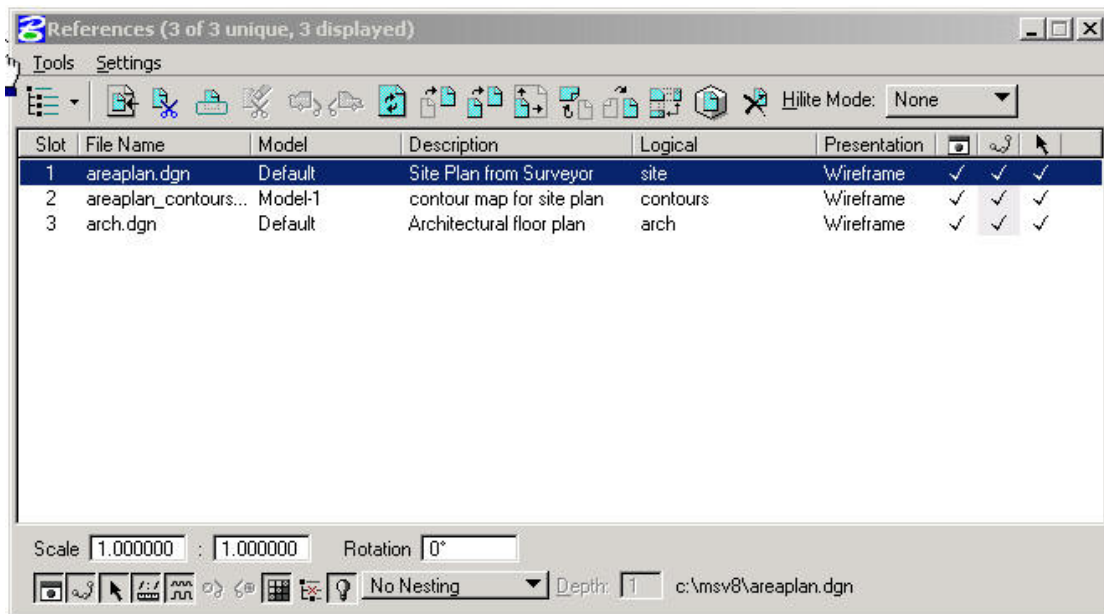 References (3 of 3 unique, 3 displayed)
Tools Settings
Hilite Mode: None
Slot File Name Model Description Logical Presentation
1 areaplan.dgn Default Site Plan from Surveyor site Wireframe
2 areaplan_contours... Model-1 contour map for site plan contours Wireframe
3 arch.dgn Default Architectural floor plan arch Wireframe
Scale 1.000000 : 1.000000 Rotation 0°
No Nesting Depth: 1 c:\msv8\areaplan.dgn